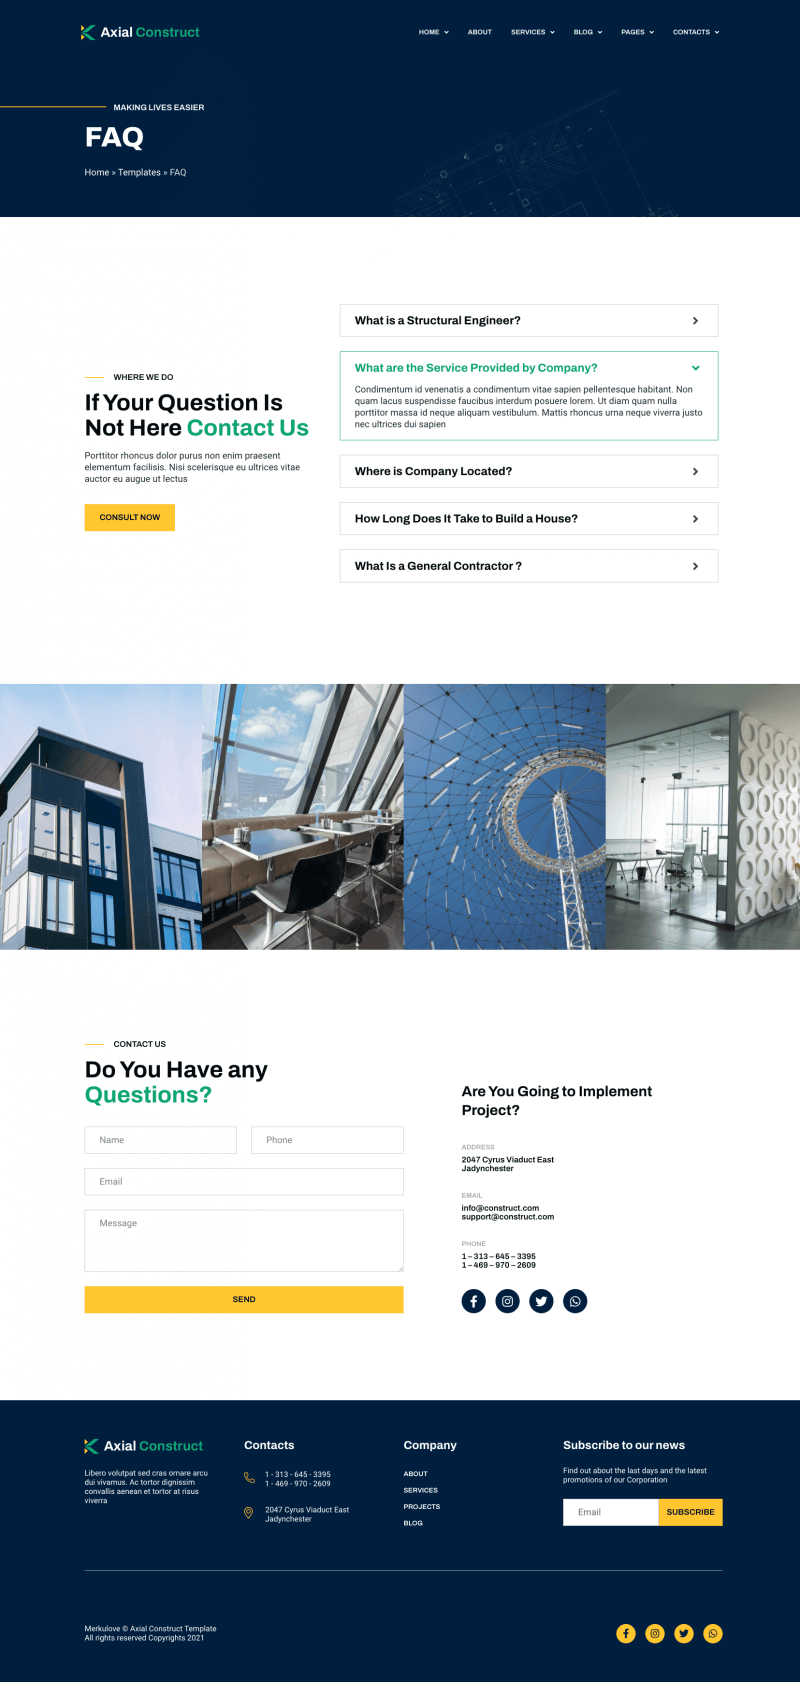 Axial Construct
HOME
ABOUT
SERVICES
BLOG
PAGES
CONTACTS
MAKING LIVES EASIER
FAQ
Home » Templates » FAQ
WHERE WE DO
If Your Question Is
Not Here Contact Us
Porttitor rhoncus dolor purus non enim praesent
elementum facilisis. Nisi scelerisque eu ultrices vitae
auctor eu augue ut lectus
CONSULT NOW
What is a Structural Engineer?
What are the Service Provided by Company?
Condimentum id venenatis a condimentum vitae sapien pellentesque habitant. Non
quam lacus suspendisse faucibus interdum posuere lorem. Ut diam quam nulla
porttitor massa id neque aliquam vestibulum. Mattis rhoncus urna neque viverra justo
nec ultrices dui sapien
Where is Company Located?
How Long Does It Take to Build a House?
What Is a General Contractor ?
CONTACT US
Do You Have any
Questions?
Name
Phone
Email
Message
SEND
Are You Going to Implement
Project?
ADDRESS
2047 Cyrus Viaduct East
Jadynchester
EMAIL
info@construct.com
support@construct.com
PHONE
1 – 313 – 645 – 3395
1 – 469 – 970 – 2609
Axial Construct
Libero volutpat sed cras ornare arcu
dui vivamus. Ac tortor dignissim
convallis aenean et tortor at risus
viverra
Contacts
1 - 313 - 645 - 3395
1 - 469 - 970 - 2609
2047 Cyrus Viaduct East
Jadynchester
Company
ABOUT
SERVICES
PROJECTS
BLOG
Subscribe to our news
Find out about the last days and the latest
promotions of our Corporation
Email
SUBSCRIBE
Merkulove © Axial Construct Template
All rights reserved Copyrights 2021